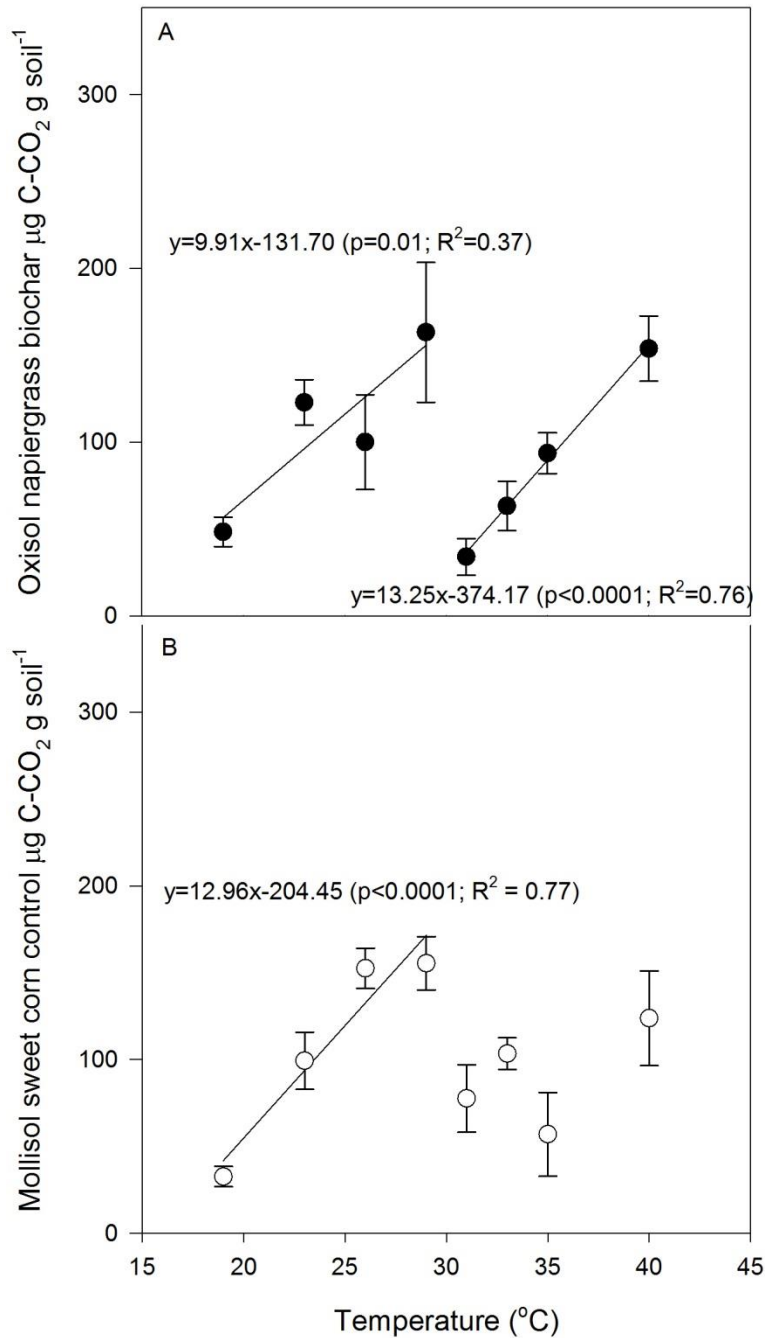 A
Oxisol napiergrass biochar µg C-CO₂ g soil⁻¹
300
200
100
0
y=9.91x-131.70 (p=0.01; R²=0.37)
y=13.25x-374.17 (p<0.0001; R²=0.76)
B
Mollisol sweet corn control µg C-CO₂ g soil⁻¹
300
200
100
0
y=12.96x-204.45 (p<0.0001; R² = 0.77)
15 20 25 30 35 40 45
Temperature (°C)